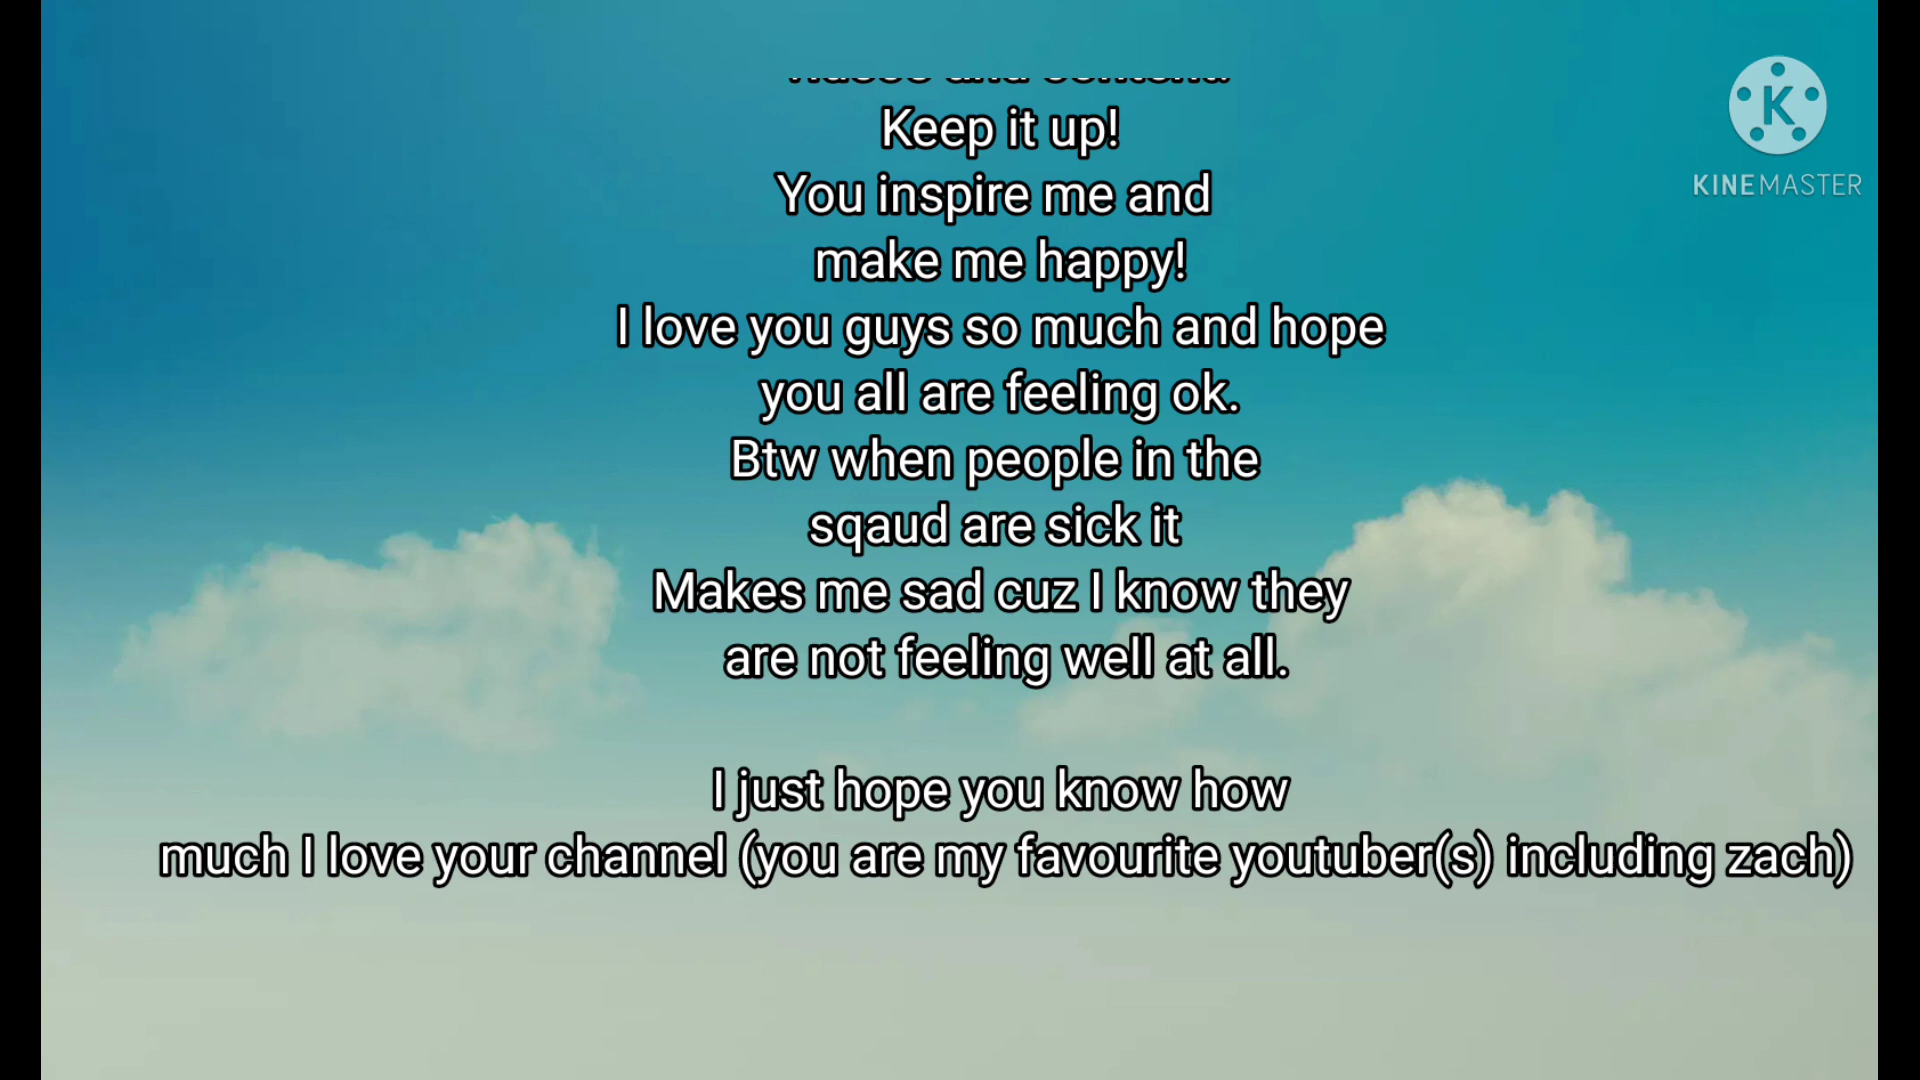 and content.
Keep it up!
You inspire me and
make me happy!
I love you guys so much and hope
you all are feeling ok.
Btw when people in the
sqaud are sick it
Makes me sad cuz I know they
are not feeling well at all.
I just hope you know how
much I love your channel (you are my favourite youtuber(s) including zach)
K
KINEMASTER